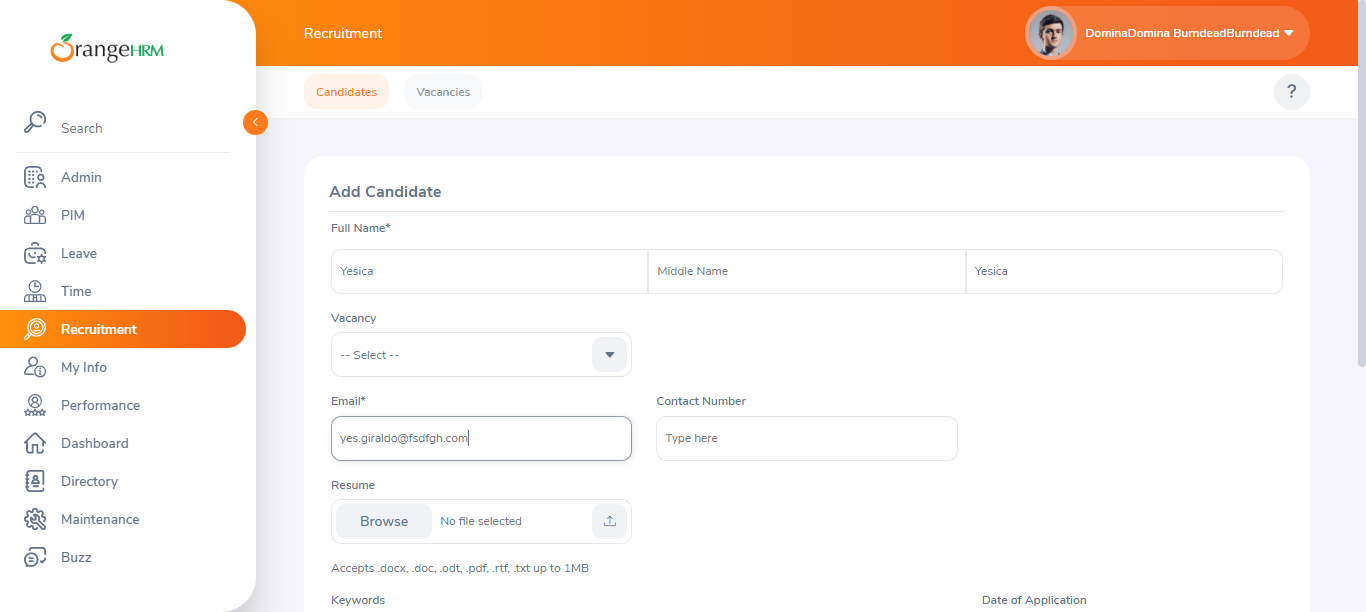 OrangeHRM
Recruitment
DominaDomina BurndeadBurndead
Candidates
Vacancies
?
Search
Admin
PIM
Leave
Time
Recruitment
My Info
Performance
Dashboard
Directory
Maintenance
Buzz
Add Candidate
Full Name*
Yesica
Middle Name
Yesica
Vacancy
-- Select --
Email*
Contact Number
yes.giraldo@fsdfgh.com
Type here
Resume
Browse
No file selected
Accepts .docx, .doc, .odt, .pdf, .rtf, .txt up to 1MB
Keywords
Date of Application